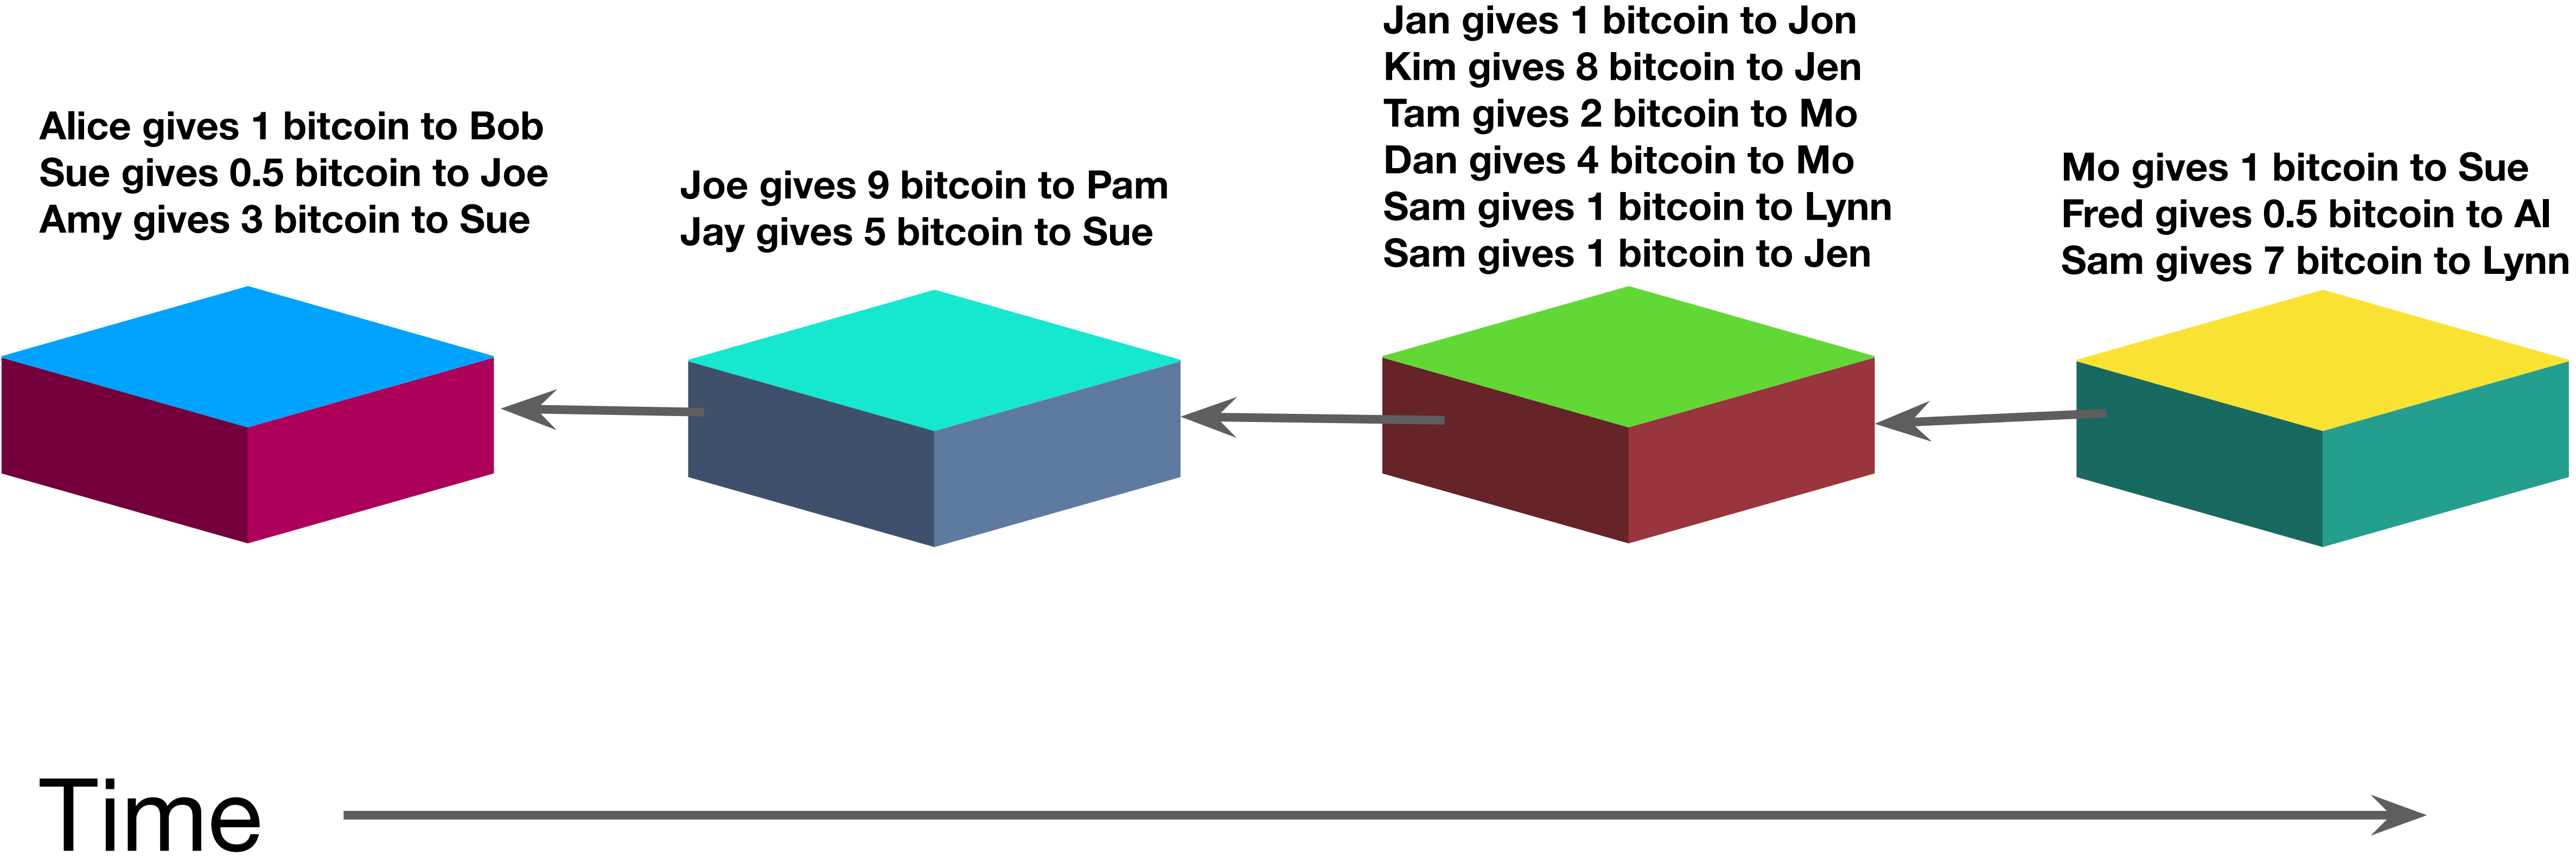 Alice gives 1 bitcoin to Bob
Sue gives 0.5 bitcoin to Joe
Amy gives 3 bitcoin to Sue
Joe gives 9 bitcoin to Pam
Jay gives 5 bitcoin to Sue
Jan gives 1 bitcoin to Jon
Kim gives 8 bitcoin to Jen
Tam gives 2 bitcoin to Mo
Dan gives 4 bitcoin to Mo
Sam gives 1 bitcoin to Lynn
Sam gives 1 bitcoin to Jen
Mo gives 1 bitcoin to Sue
Fred gives 0.5 bitcoin to Al
Sam gives 7 bitcoin to Lynn
Time